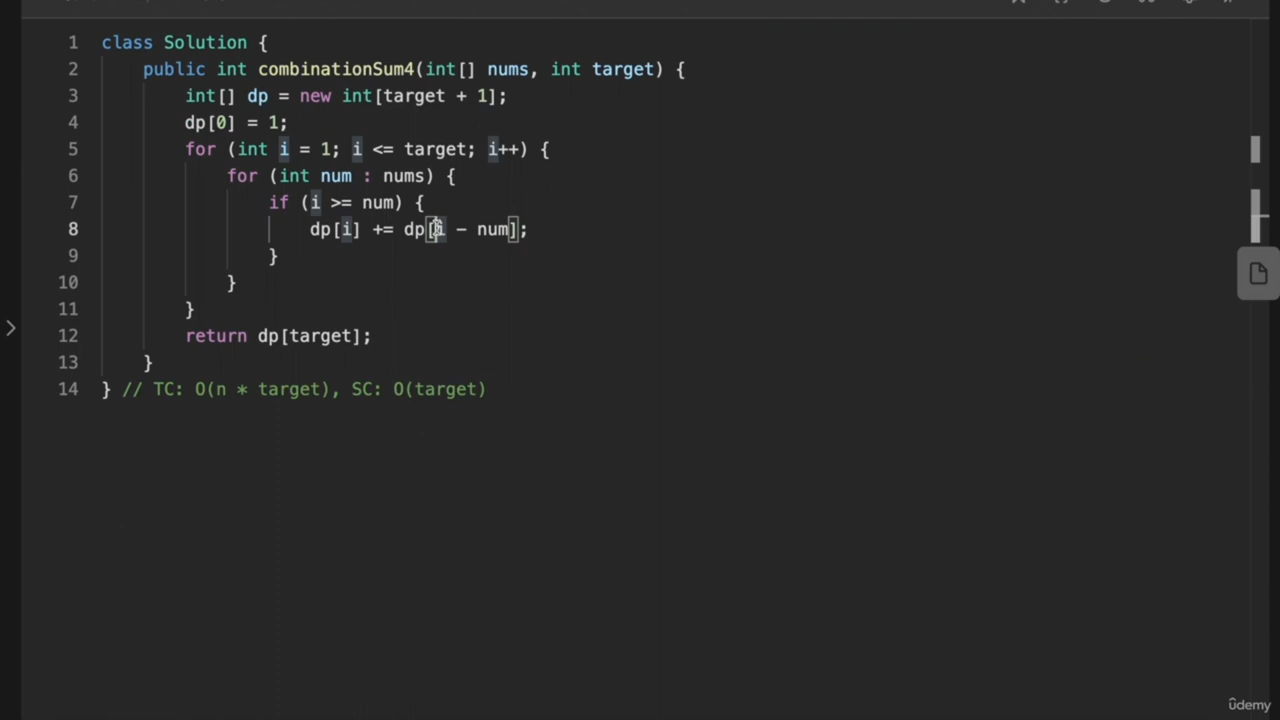 1 class Solution {
2 public int combinationSum4(int[] nums, int target) {
3 int[] dp = new int[target + 1];
4 dp[0] = 1;
5 for (int i = 1; i <= target; i++) {
6 for (int num : nums) {
7 if (i >= num) {
8 dp[i] += dp[i - num];
9 }
10 }
11 }
12 return dp[target];
13 }
14 } // TC: O(n * target), SC: O(target)
ûdemy